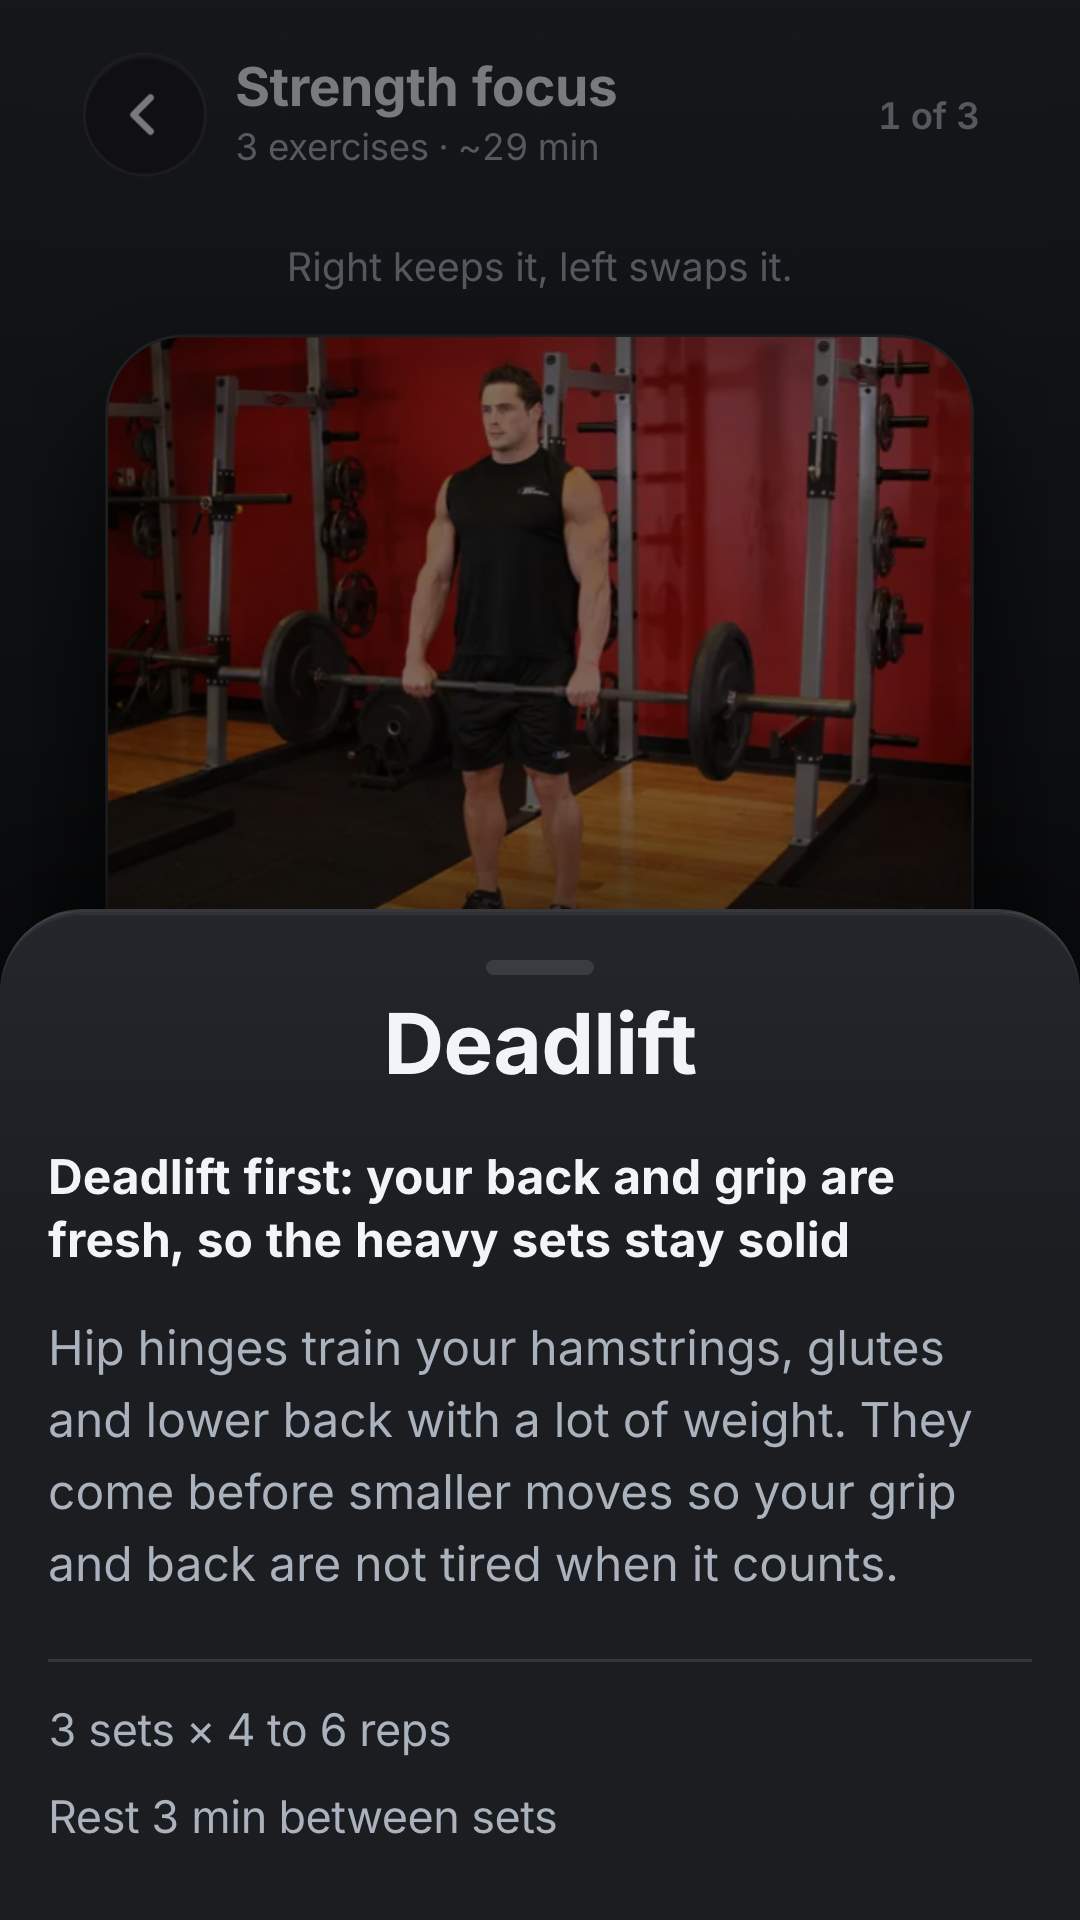 Strength focus
3 exercises · ~29 min
1 of 3
Right keeps it, left swaps it.
Deadlift
Deadlift first: your back and grip are
fresh, so the heavy sets stay solid
Hip hinges train your hamstrings, glutes
and lower back with a lot of weight. They
come before smaller moves so your grip
and back are not tired when it counts.
3 sets × 4 to 6 reps
Rest 3 min between sets